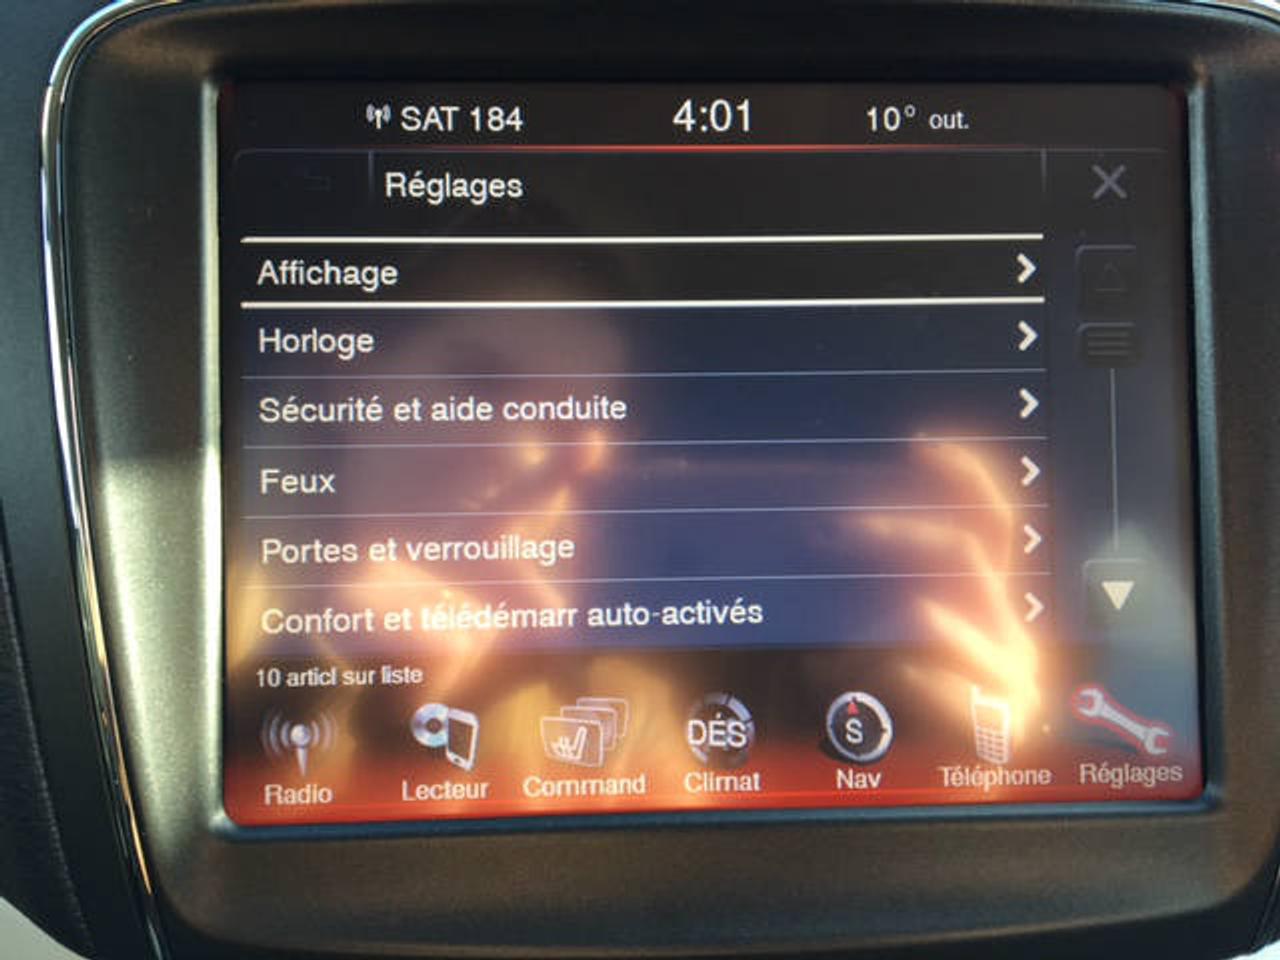 SAT 184 4:01 10° out.
Réglages
Affichage
Horloge
Sécurité et aide conduite
Feux
Portes et verrouillage
Confort et télédémarr auto-activés
10 articl sur liste
DÉS S
Radio Lecteur Command Climat Nav Téléphone Réglages